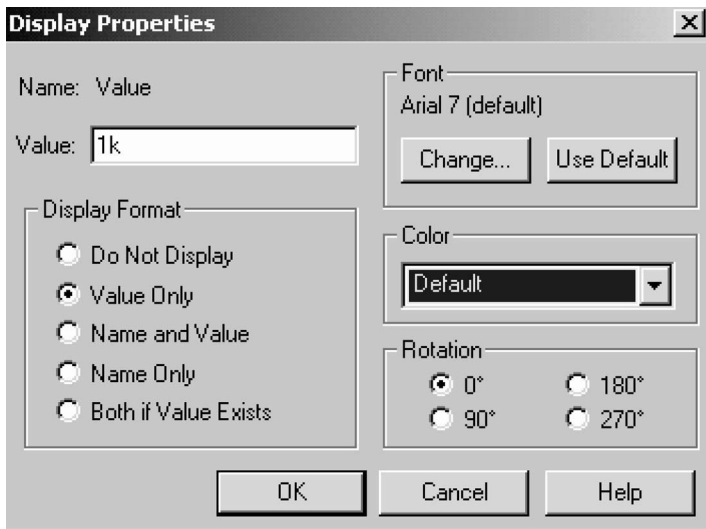 Display Properties
Name: Value
Value: 1k
Display Format
Do Not Display
Value Only
Name and Value
Name Only
Both if Value Exists
Font
Arial 7 (default)
Change... Use Default
Color
Default
Rotation
0° 180°
90° 270°
OK Cancel Help